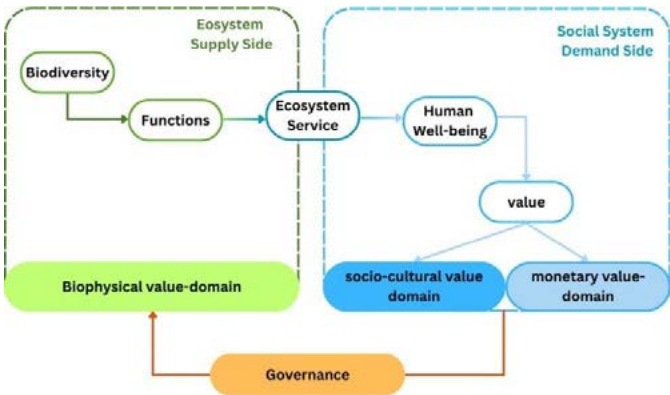 Eosystem
Supply Side
Social System
Demand Side
Biodiversity
Functions
Ecosystem
Service
Human
Well-being
value
Biophysical value-domain
socio-cultural value
domain
monetary value-
domain
Governance